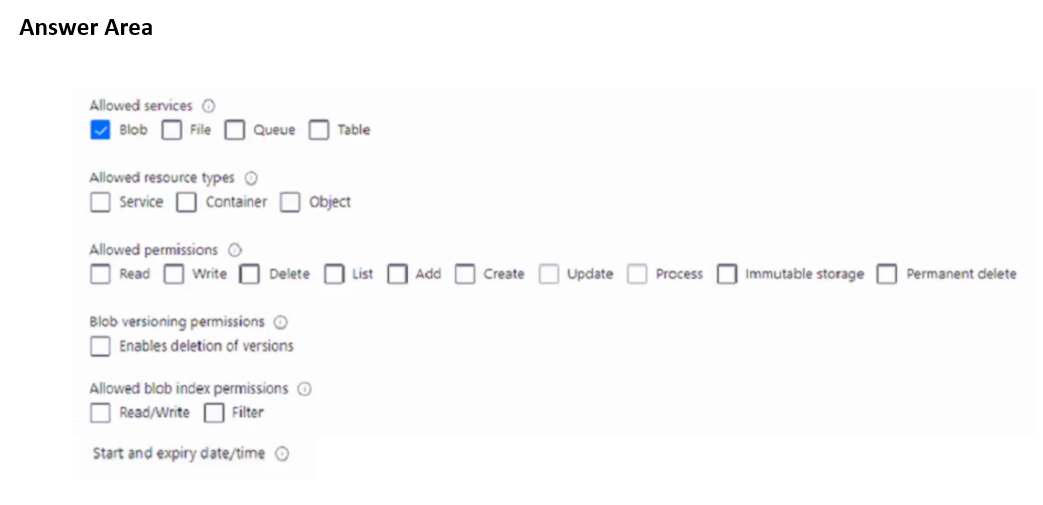 Answer Area
Allowed services
Blob File Queue Table
Allowed resource types
Service Container Object
Allowed permissions
Read Write Delete List Add Create Update Process Immutable storage Permanent delete
Blob versioning permissions
Enables deletion of versions
Allowed blob index permissions
Read/Write Filter
Start and expiry date/time